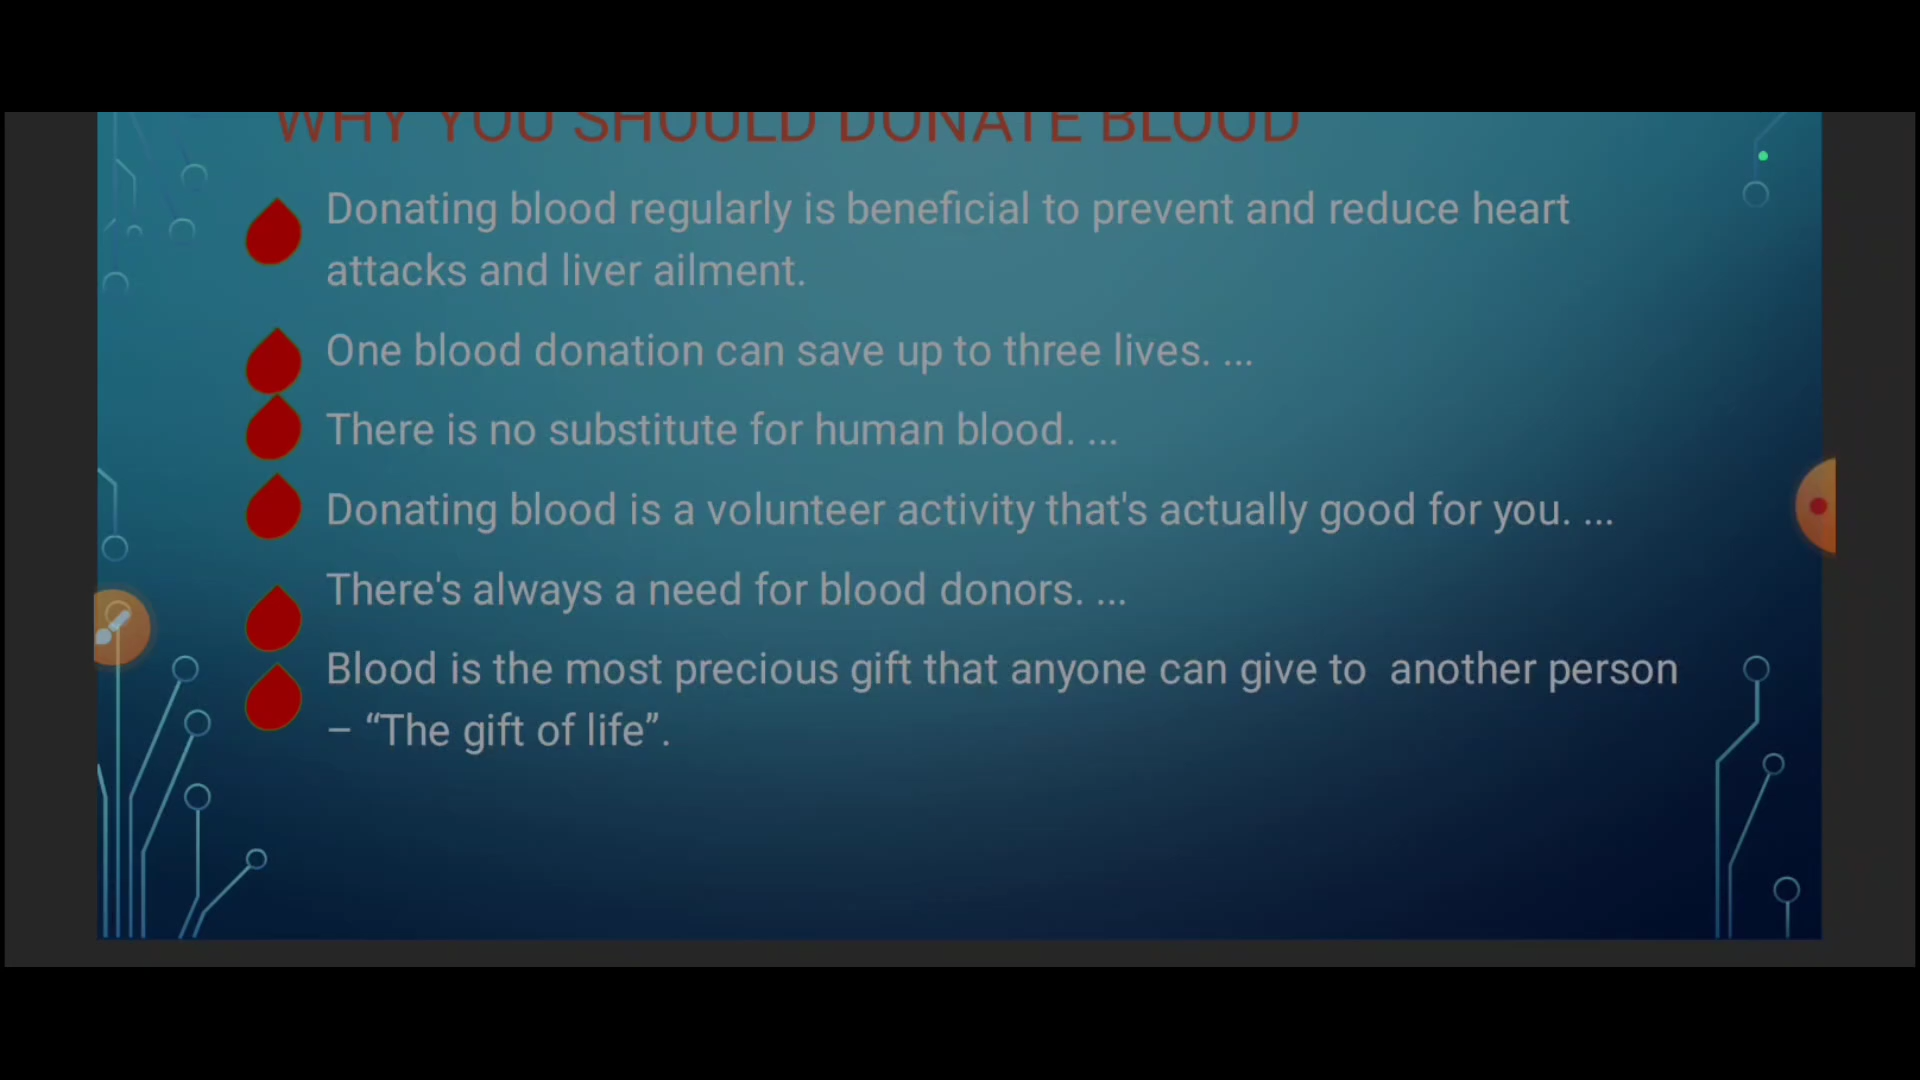 WHY YOU SHOULD DONATE BLOOD
Donating blood regularly is beneficial to prevent and reduce heart
attacks and liver ailment.
One blood donation can save up to three lives. ...
There is no substitute for human blood. ...
Donating blood is a volunteer activity that's actually good for you. ...
There's always a need for blood donors. ...
Blood is the most precious gift that anyone can give to  another person
– “The gift of life”.